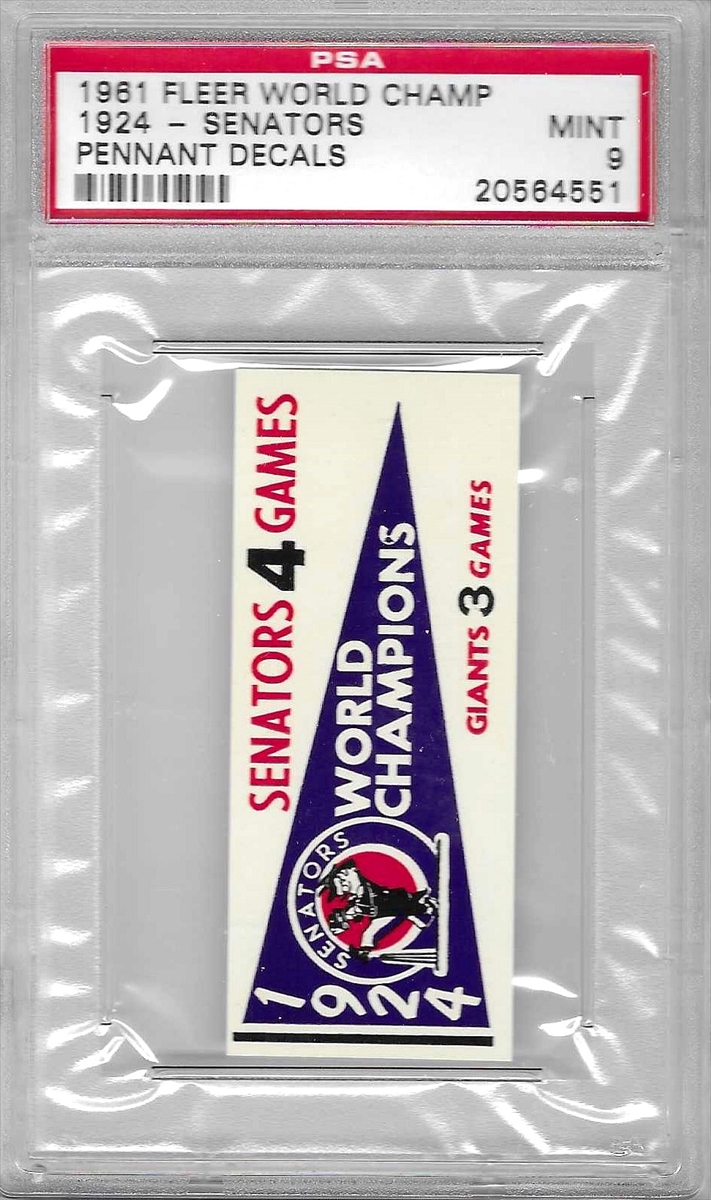 PSA
1961 FLEER WORLD CHAMP
1924 - SENATORS MINT
PENNANT DECALS 9
20564551
SENATORS 4 GAMES
SENATORS
1924
WORLD
CHAMPIONS
GIANTS 3 GAMES